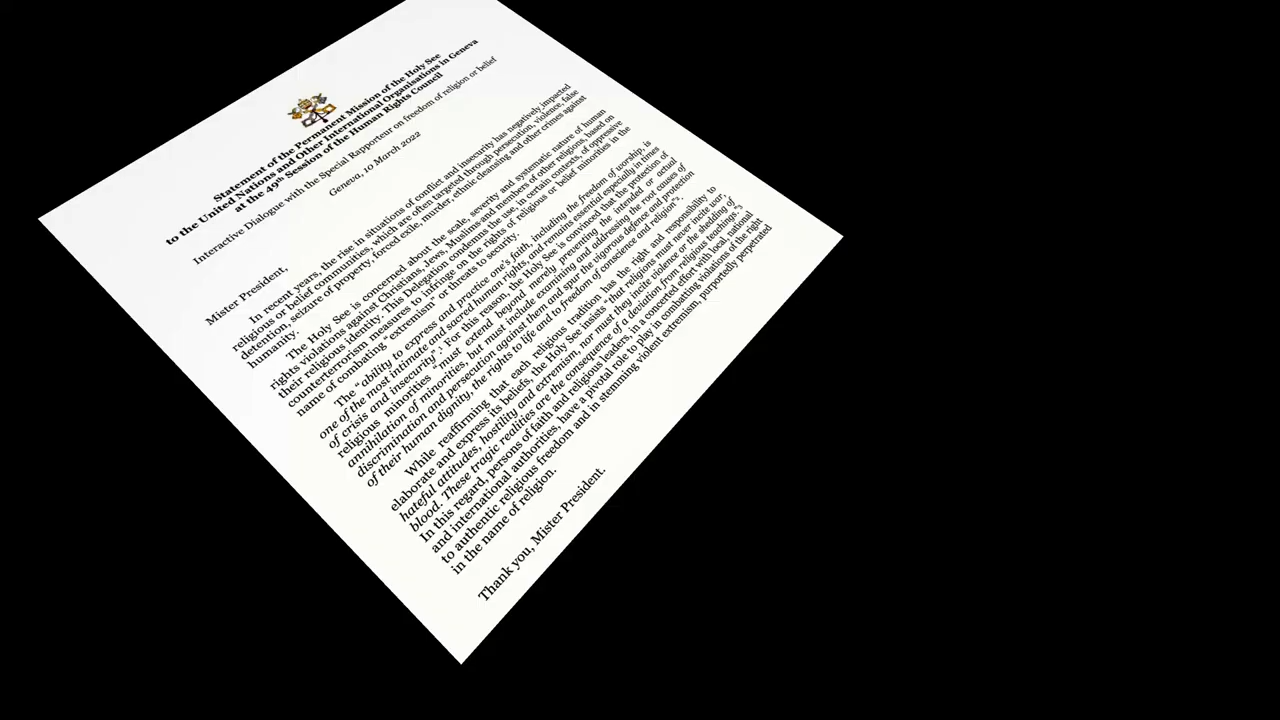 Statement of the Permanent Mission of the Holy See
to the United Nations and Other International Organisations in Geneva
at the 49th Session of the Human Rights Council
Interactive Dialogue with the Special Rapporteur on freedom of religion or belief
Geneva, 10 March 2022
Mister President,
In recent years, the rise in situations of conflict and insecurity has negatively impacted
religious or belief communities, which are often targeted through persecution, violence, false
detention, seizure of property, forced exile, murder, ethnic cleansing and other crimes against
humanity.
The Holy See is concerned about the scale, severity and systematic nature of human
rights violations against Christians, Jews, Muslims and members of other religions, based on
their religious identity. This Delegation condemns the use, in certain contexts, of oppressive
counterterrorism measures to infringe on the rights of religious or belief minorities in the
name of combating "extremism" or threats to security.
The "ability to express and practice one's faith, including the freedom of worship, is
one of the most intimate and sacred human rights, and remains essential especially in times
of crisis and insecurity".¹ For this reason, the Holy See is convinced that the protection of
religious minorities "must extend beyond merely preventing the intended or actual
annihilation of minorities, but must include examining and addressing the root causes of
discrimination and persecution against them and spur the vigorous defence and protection
of their human dignity, the rights to life and to freedom of conscience and religion".²
While reaffirming that each religious tradition has the right and responsibility to
elaborate and express its beliefs, the Holy See insists "that religions must never incite war,
hateful attitudes, hostility and extremism, nor must they incite violence or the shedding of
blood. These tragic realities are the consequence of a deviation from religious teachings."³
In this regard, persons of faith and religious leaders, in a concerted effort with local, national
and international authorities, have a pivotal role to play in combating violations of the right
to authentic religious freedom and in stemming violent extremism, purportedly perpetrated
in the name of religion.
Thank you, Mister President.